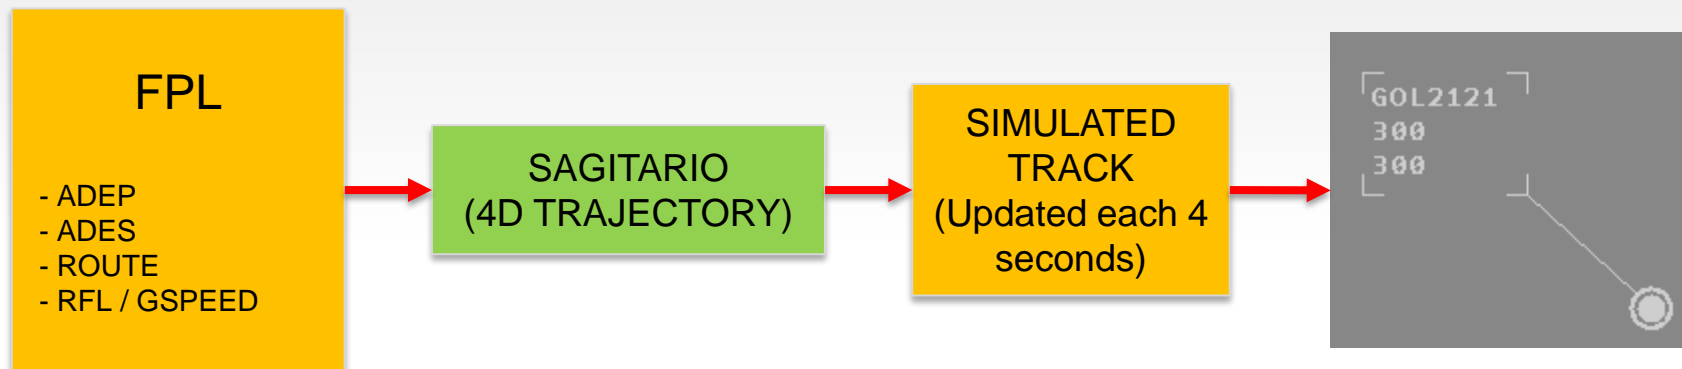 FPL
- ADEP
- ADES
- ROUTE
- RFL / GSPEED
SAGITARIO
(4D TRAJECTORY)
SIMULATED
TRACK
(Updated each 4
seconds)
GOL2121
300
300